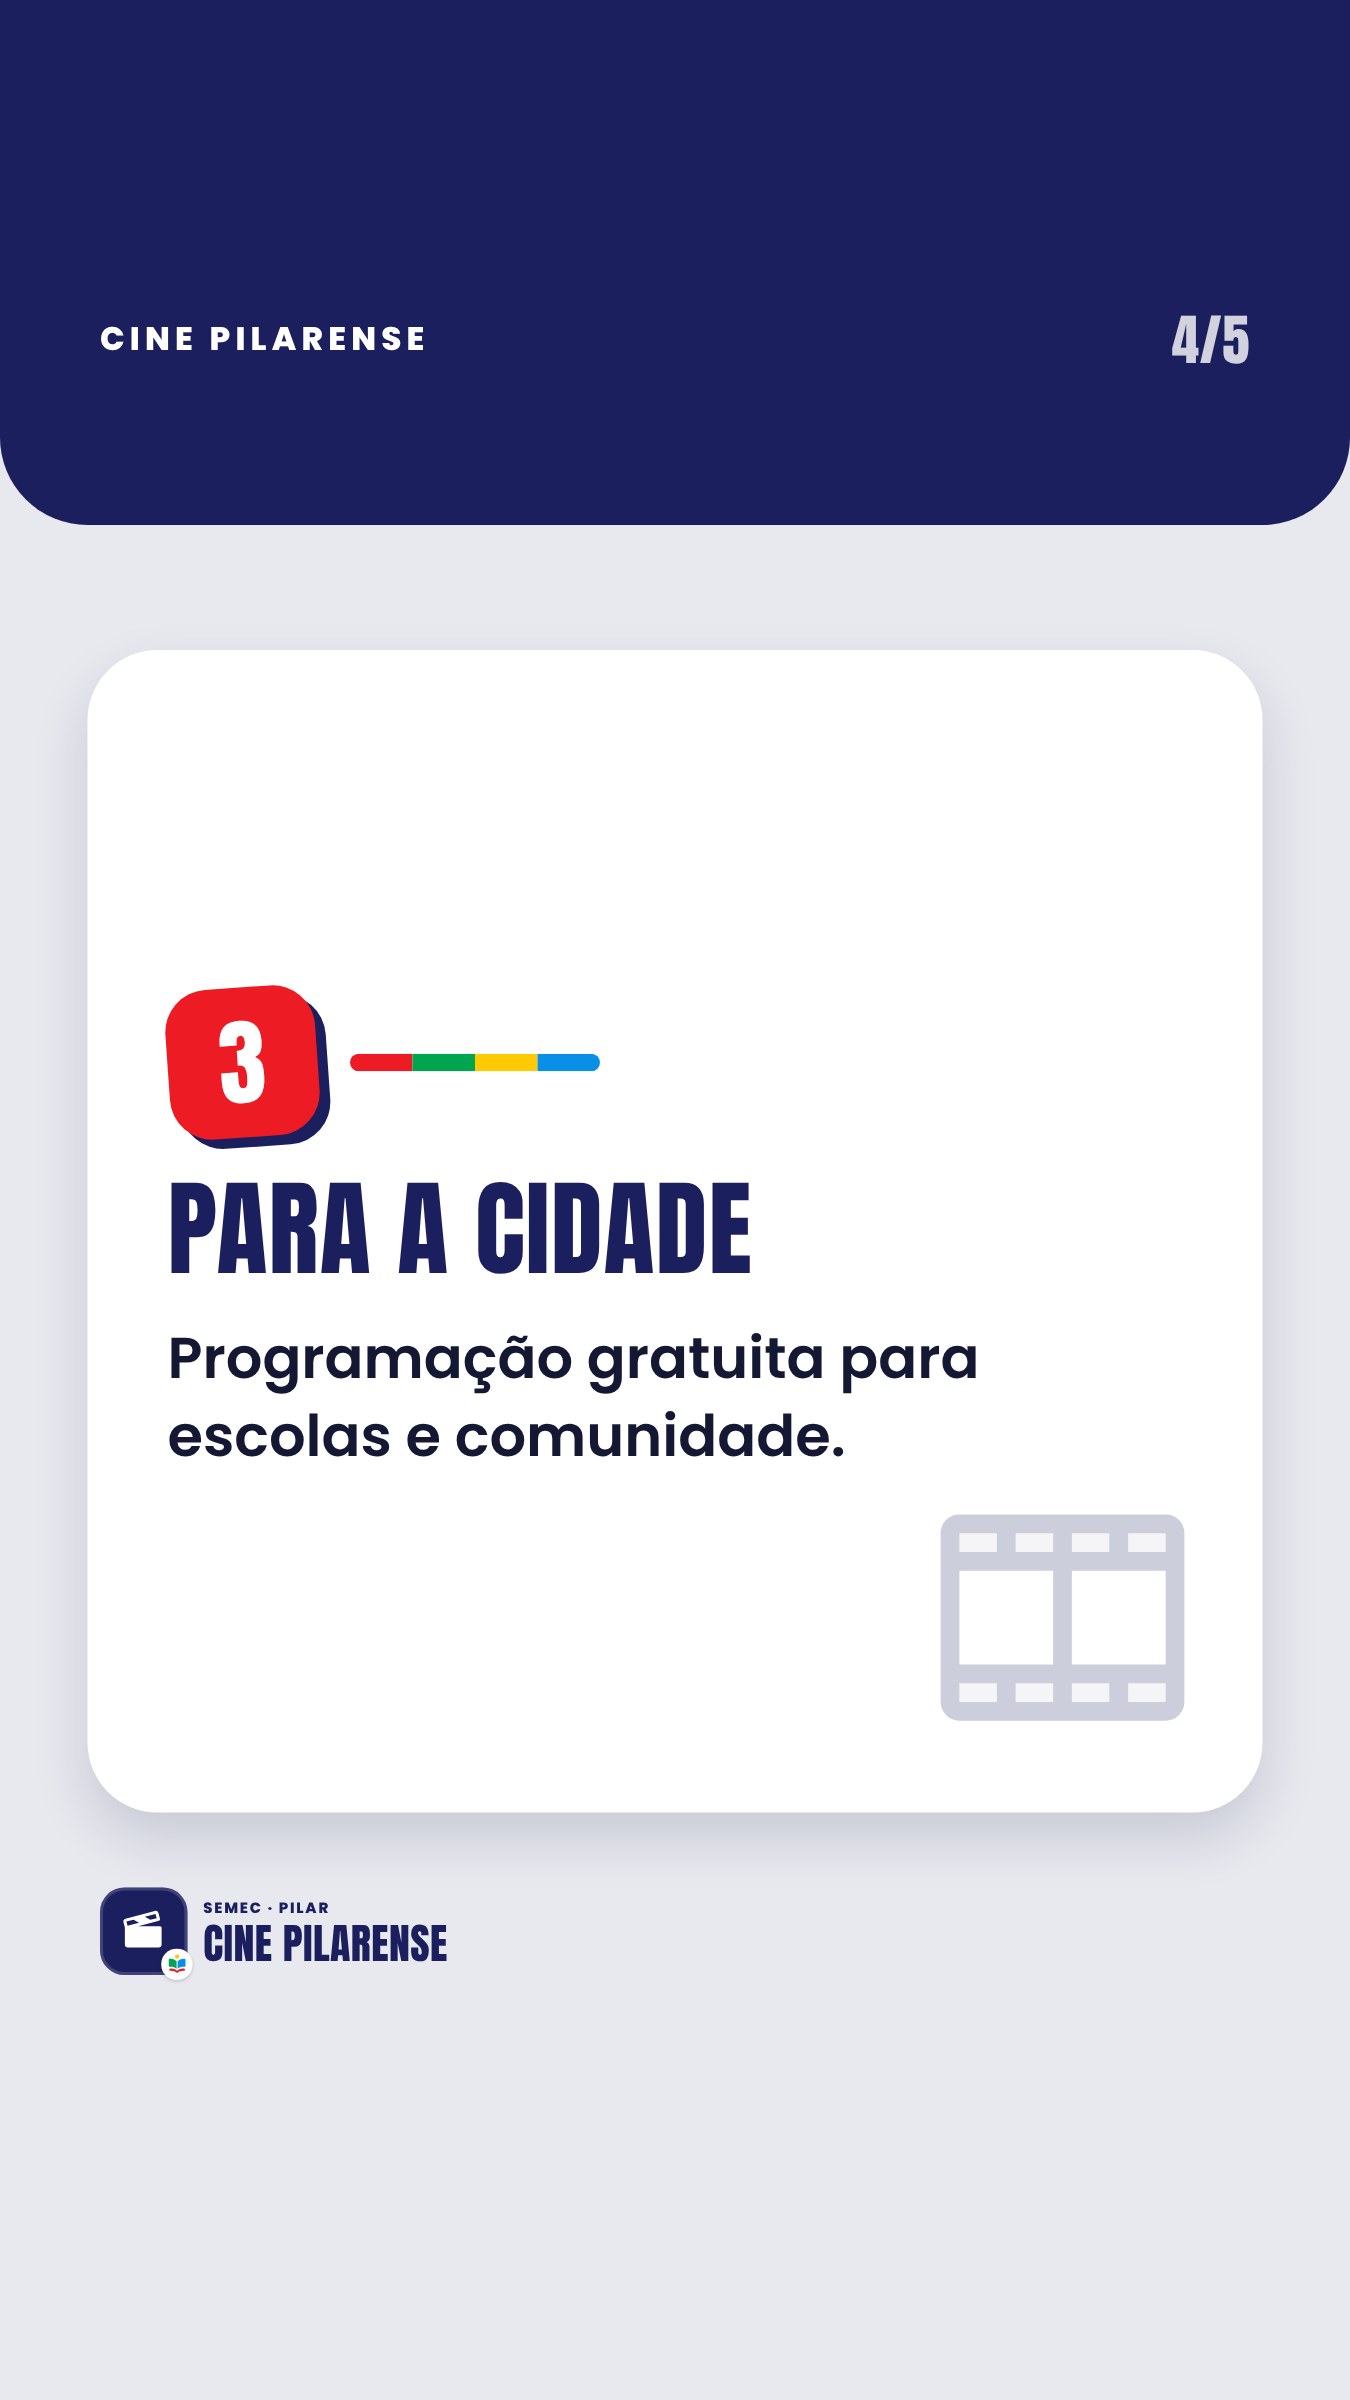 CINE PILARENSE
4/5
3
PARA A CIDADE
Programação gratuita para
escolas e comunidade.
SEMEC · PILAR
CINE PILARENSE